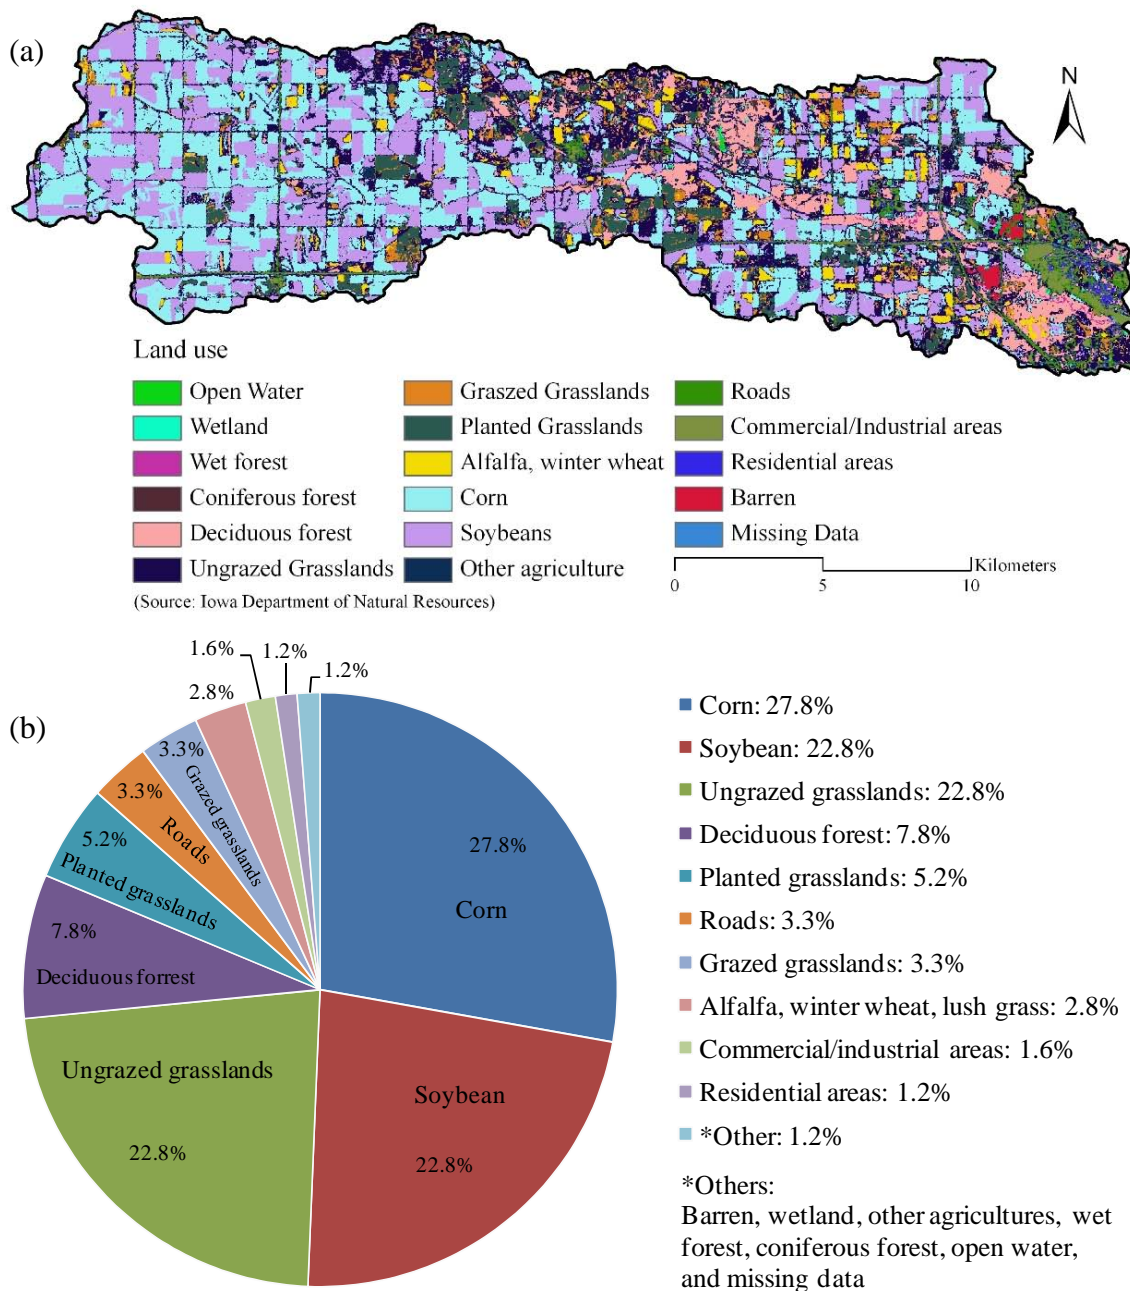 (a)
N
Land use
Open Water
Wetland
Wet forest
Coniferous forest
Deciduous forest
Ungrazed Grasslands
Graszed Grasslands
Planted Grasslands
Alfalfa, winter wheat
Corn
Soybeans
Other agriculture
Roads
Commercial/Industrial areas
Residential areas
Barren
Missing Data
Kilometers
0 5 10
(Source: Iowa Department of Natural Resources)
(b)
1.6%
1.2%
1.2%
2.8%
3.3%
Grazed grasslands
3.3%
Roads
5.2%
Planted grasslands
7.8%
Deciduous forrest
27.8%
Corn
Ungrazed grasslands
22.8%
Soybean
22.8%
Corn: 27.8%
Soybean: 22.8%
Ungrazed grasslands: 22.8%
Deciduous forest: 7.8%
Planted grasslands: 5.2%
Roads: 3.3%
Grazed grasslands: 3.3%
Alfalfa, winter wheat, lush grass: 2.8%
Commercial/industrial areas: 1.6%
Residential areas: 1.2%
*Other: 1.2%
*Others:
Barren, wetland, other agricultures, wet
forest, coniferous forest, open water,
and missing data